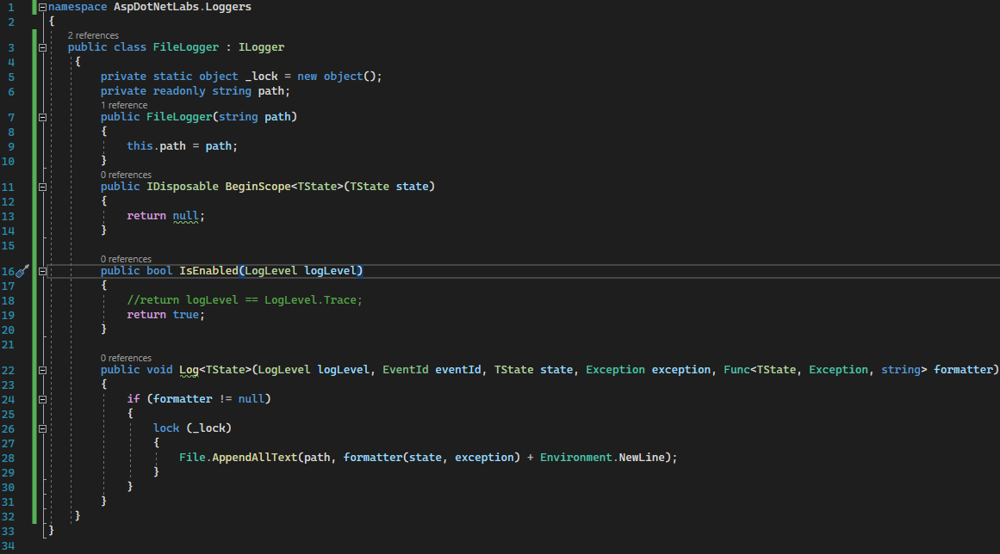 1 namespace AspDotNetLabs.Loggers
2 {
2 references
3 public class FileLogger : ILogger
4 {
5 private static object _lock = new object();
6 private readonly string path;
1 reference
7 public FileLogger(string path)
8 {
9 this.path = path;
10 }
0 references
11 public IDisposable BeginScope<TState>(TState state)
12 {
13 return null;
14 }
15
0 references
16 public bool IsEnabled(LogLevel logLevel)
17 {
18 //return logLevel == LogLevel.Trace;
19 return true;
20 }
21
0 references
22 public void Log<TState>(LogLevel logLevel, EventId eventId, TState state, Exception exception, Func<TState, Exception, string> formatter)
23 {
24 if (formatter != null)
25 {
26 lock (_lock)
27 {
28 File.AppendAllText(path, formatter(state, exception) + Environment.NewLine);
29 }
30 }
31 }
32 }
33 }
34